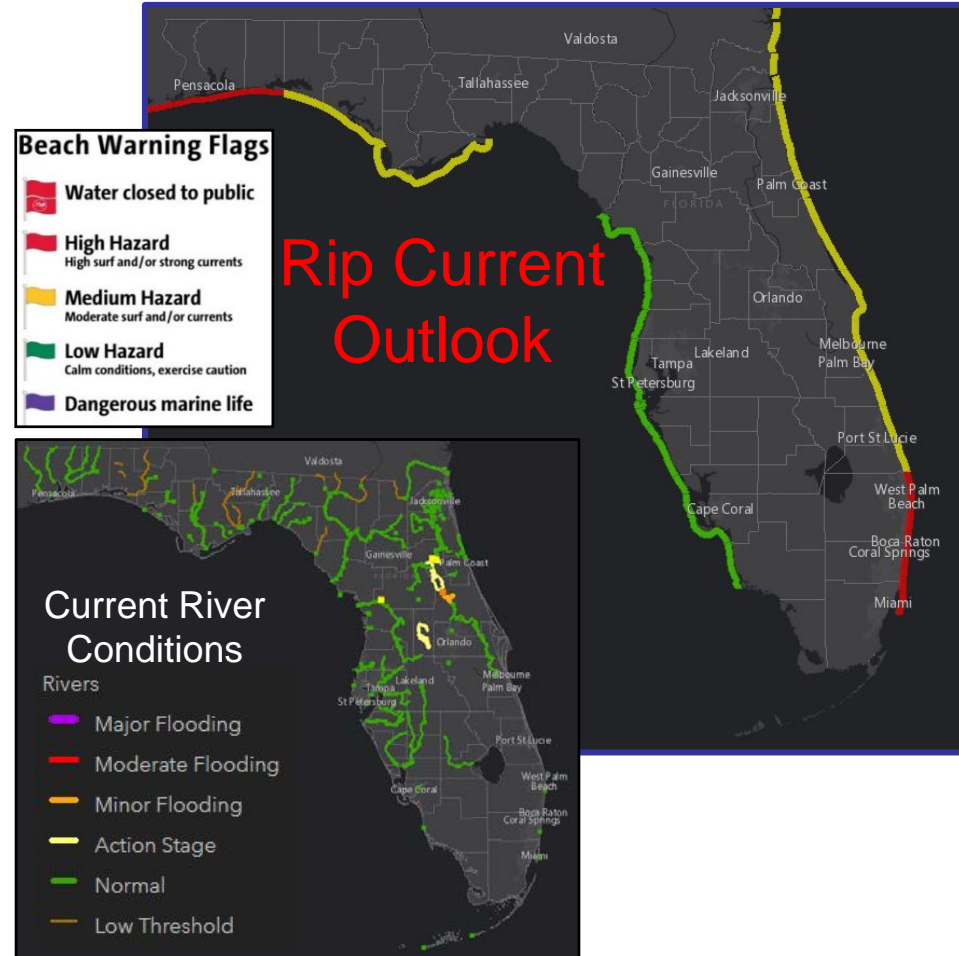 Valdosta
Pensacola
Tallahassee
Jacksonville
Gainesville
FLORIDA
Palm Coast
Orlando
Melbourne
Palm Bay
Tampa
Lakeland
St Petersburg
Port St Lucie
Cape Coral
West Palm
Beach
Boca Raton
Coral Springs
Miami
Rip Current
Outlook
Beach Warning Flags
Water closed to public
High Hazard
High surf and/or strong currents
Medium Hazard
Moderate surf and/or currents
Low Hazard
Calm conditions, exercise caution
Dangerous marine life
Valdosta
Pensacola
Tallahassee
Jacksonville
Gainesville
Palm Coast
FLORIDA
Orlando
Lakeland
Melbourne
Palm Bay
Tampa
St Petersburg
Port St Lucie
Cape Coral
West Palm
Beach
Boca Raton
Coral Springs
Miami
Current River
Conditions
Rivers
Major Flooding
Moderate Flooding
Minor Flooding
Action Stage
Normal
Low Threshold